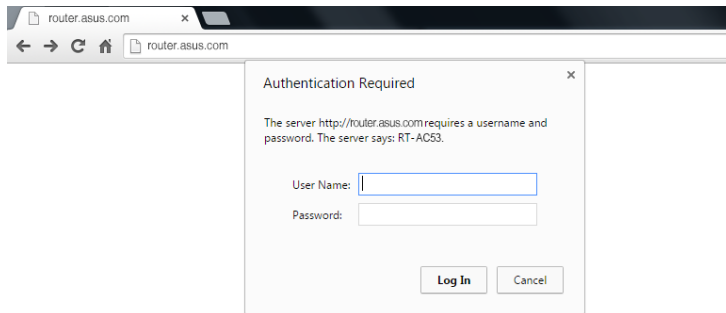 router.asus.com
router.asus.com
Authentication Required
The server http://router.asus.com requires a username and
password. The server says: RT-AC53.
User Name:
Password:
Log In Cancel